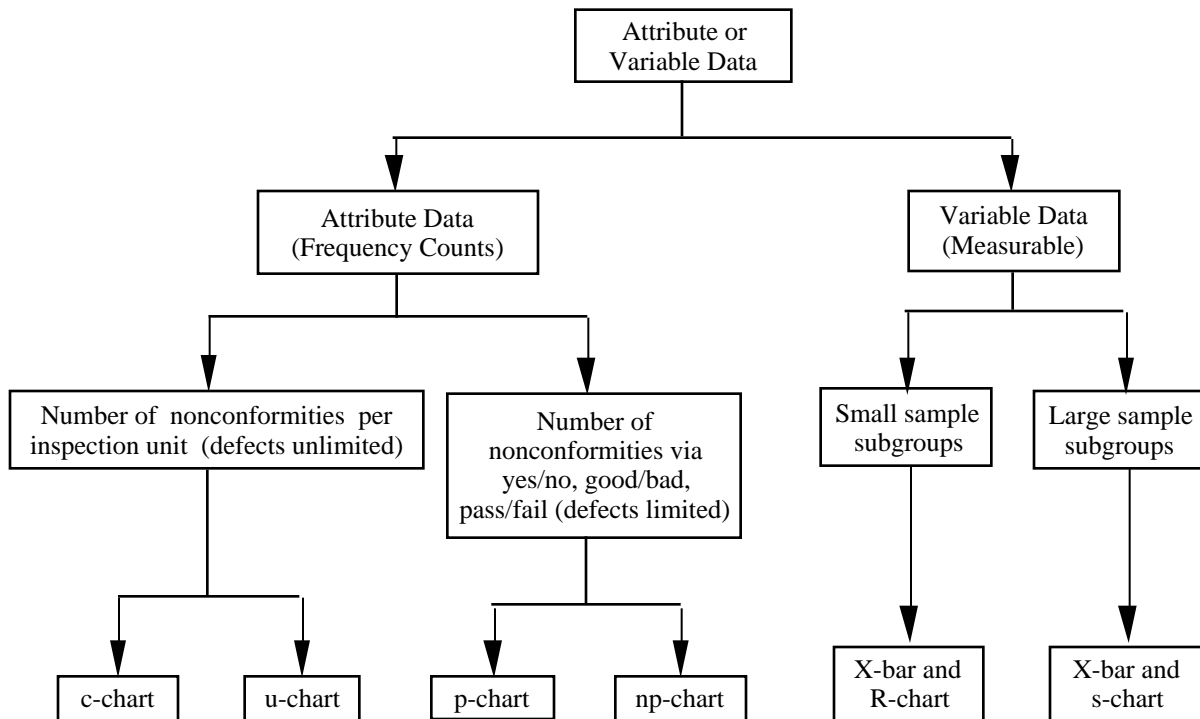 Attribute or
Variable Data
Attribute Data
(Frequency Counts)
Variable Data
(Measurable)
Number of nonconformities per
inspection unit (defects unlimited)
Number of
nonconformities via
yes/no, good/bad,
pass/fail (defects limited)
Small sample
subgroups
Large sample
subgroups
c-chart
u-chart
p-chart
np-chart
X-bar and
R-chart
X-bar and
s-chart